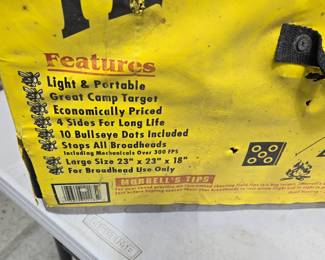 Features
Light & Portable
Great Camp Target
Economically Priced
4 Sides For Long Life
10 Bullseye Dots Included
Stops All Broadheads
Including Mechanicals Over 300 FPS
Large Size 23" x 23" x 18"
For Broadhead Use Only
MORRELL'S TIPS